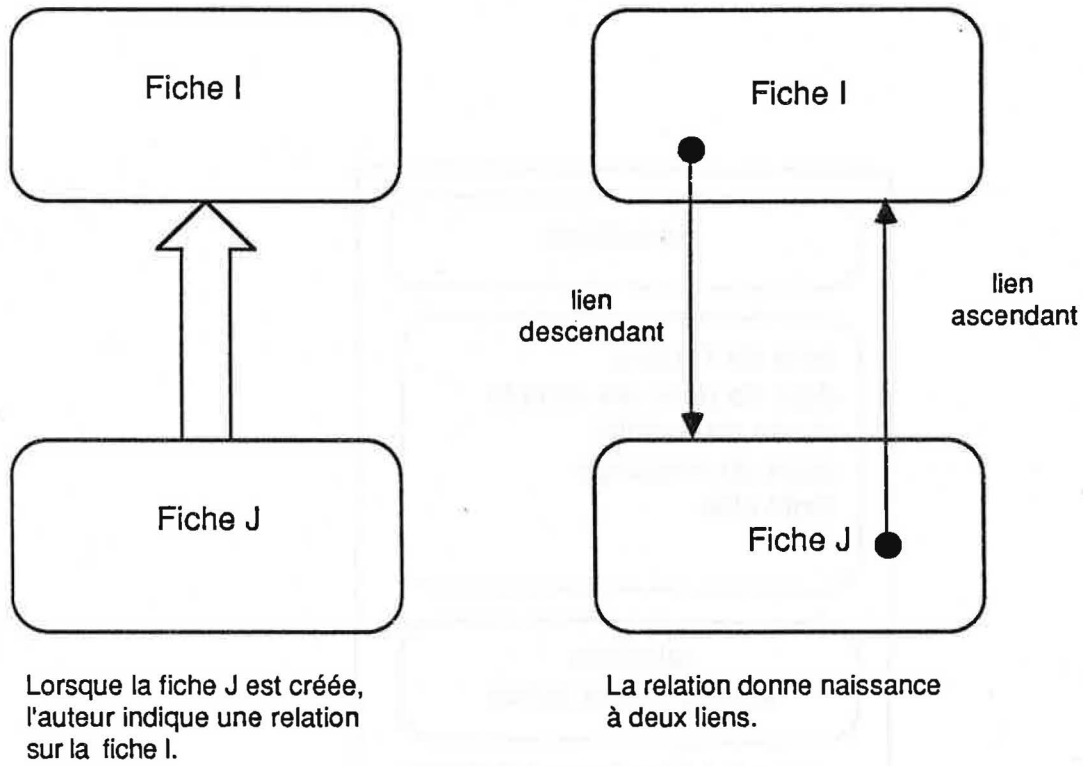 Fiche I
Fiche J
Lorsque la fiche J est créée,
l'auteur indique une relation
sur la fiche I.
Fiche I
lien
descendant
lien
ascendant
Fiche J
La relation donne naissance
à deux liens.